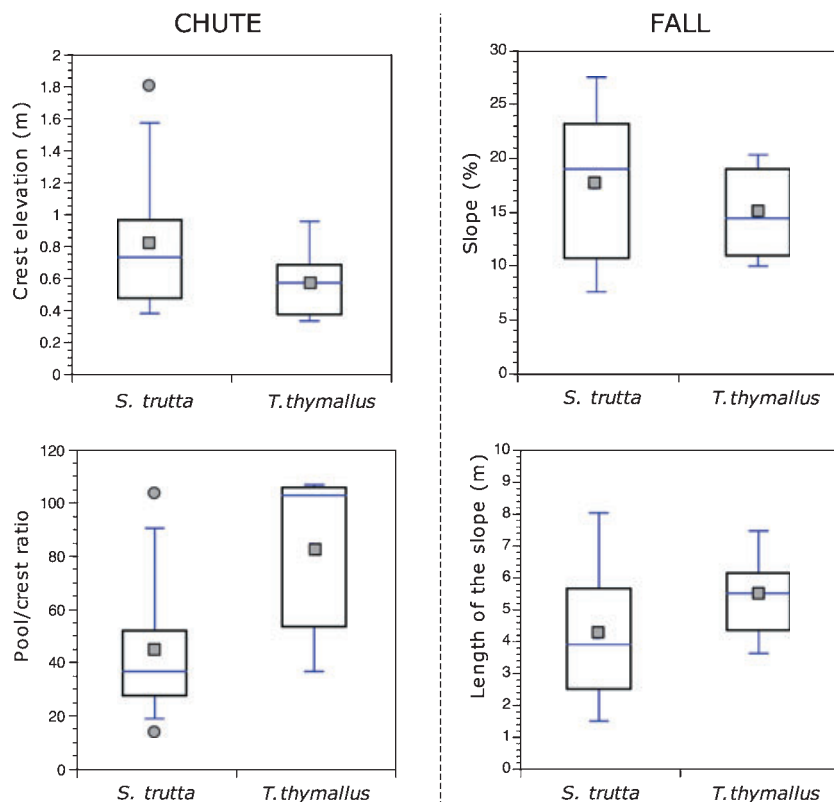 CHUTE
FALL
Crest elevation (m)
2
1.8
1.6
1.4
1.2
1
0.8
0.6
0.4
0.2
0
S. trutta
T.thymallus
Slope (%)
30
25
20
15
10
5
0
S. trutta
T.thymallus
Pool/crest ratio
120
100
80
60
40
20
0
S. trutta
T.thymallus
Length of the slope (m)
10
9
8
7
6
5
4
3
2
1
0
S. trutta
T.thymallus